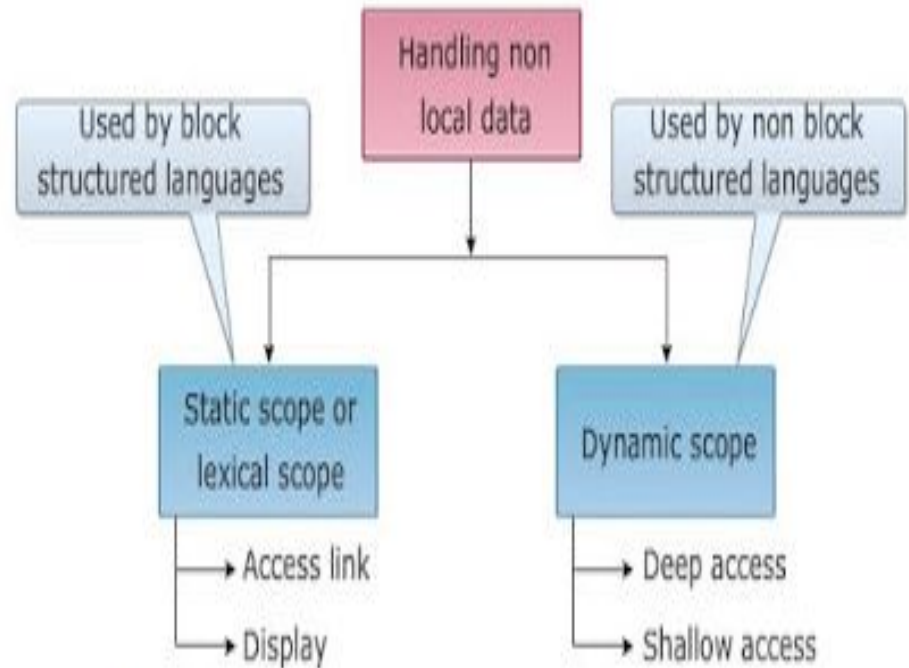 Handling non
local data
Used by block
structured languages
Used by non block
structured languages
Static scope or
lexical scope
Dynamic scope
Access link
Display
Deep access
Shallow access